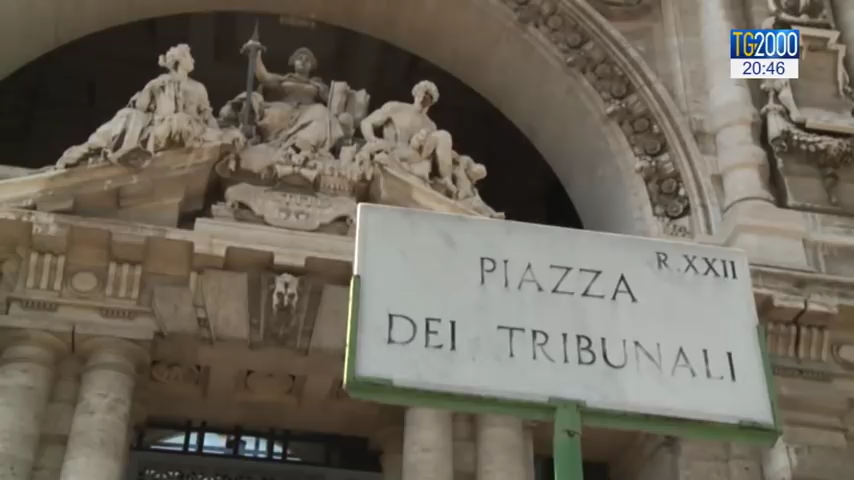 TG2000
20:46
R. XXII
PIAZZA
DEI TRIBUNALI